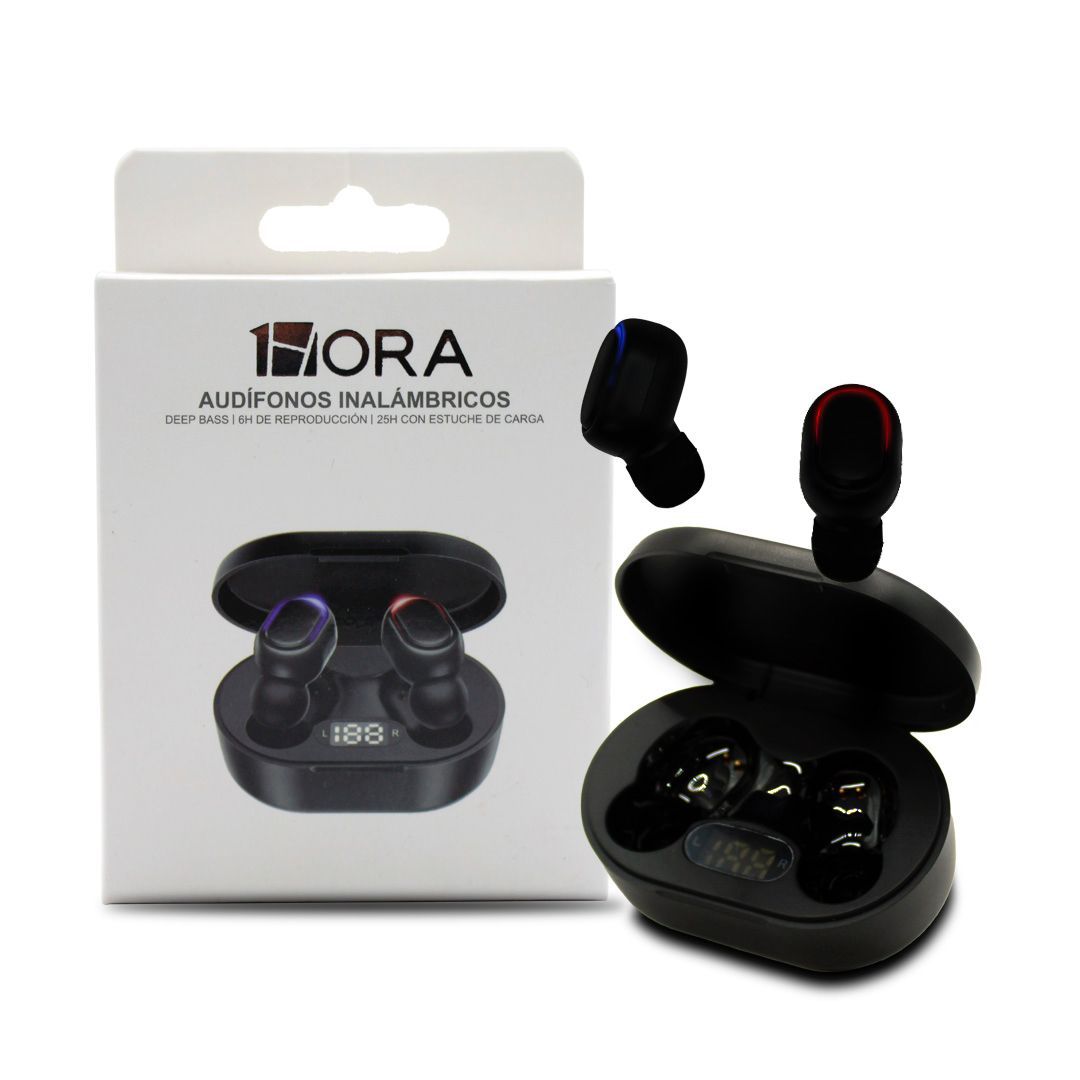 1HORA
AUDÍFONOS INALÁMBRICOS
DEEP BASS | 6H DE REPRODUCCIÓN | 25H CON ESTUCHE DE CARGA
L 188 R
L 188 R